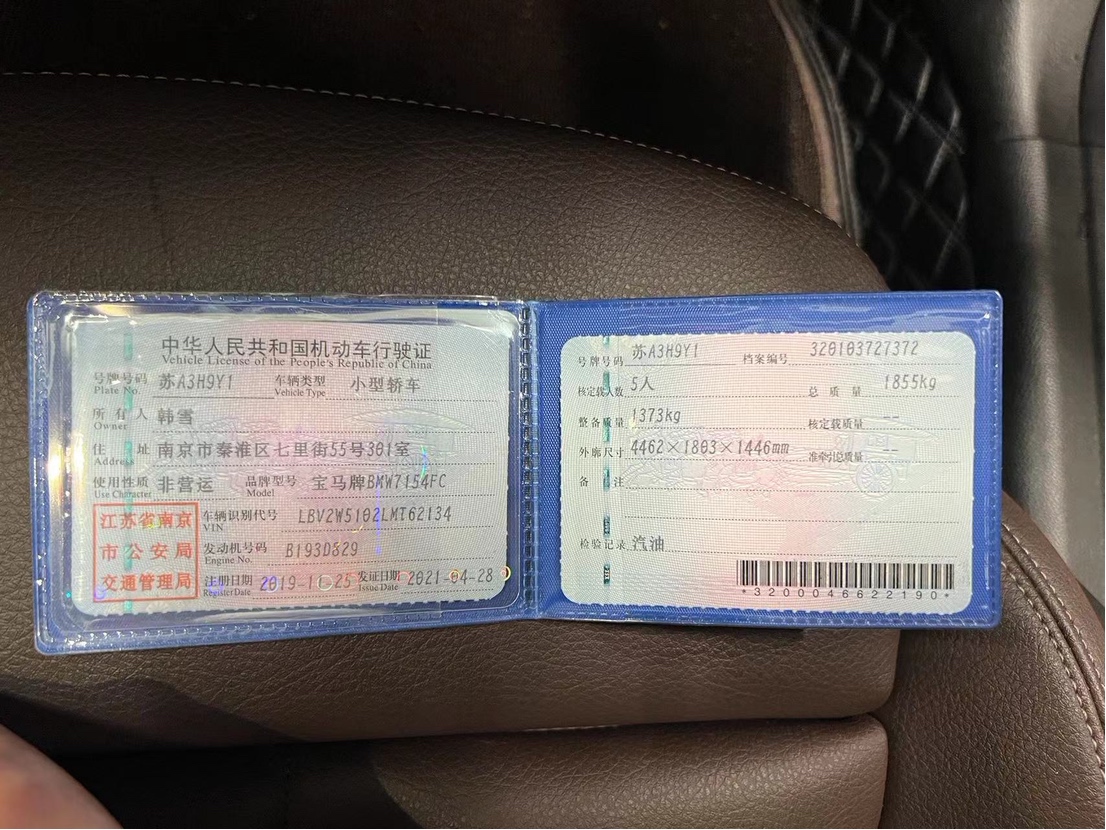 中华人民共和国机动车行驶证
Vehicle License of the People's Republic of China
号牌号码 苏A3H9Y1 车辆类型 小型轿车
Plate No. Vehicle Type
所有人 韩雪
Owner
住址 南京市秦淮区七里街55号301室
Address
使用性质 非营运 品牌型号 宝马牌BMW7154FC
Use Character Model
江苏省南京
市公安局
交通管理局
车辆识别代号 LBV2W5102LMT62134
VIN
发动机号码 B193D829
Engine No.
注册日期 2019-11-25 发证日期 2021-04-28
Register Date Issue Date
号牌号码 苏A3H9Y1 档案编号 320103727372
核定载人数 5人 总质量 1855kg
整备质量 1373kg 核定载质量 --
外廓尺寸 4462×1803×1446mm 准牵引总质量 --
备注
检验记录 汽油
*3200046622190*